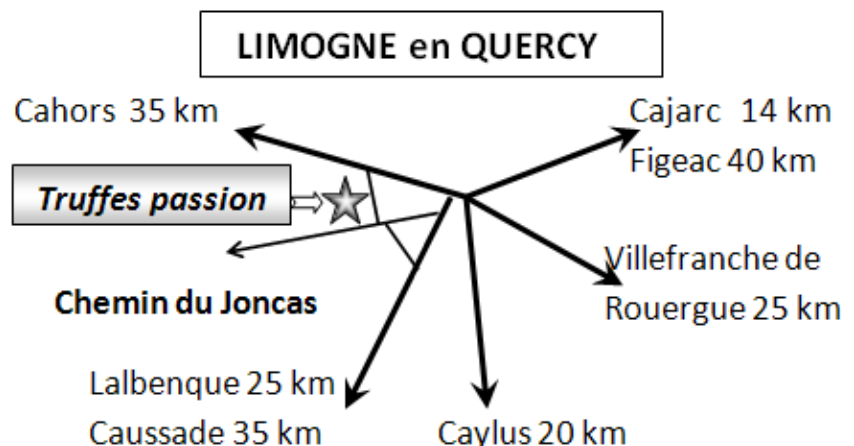 LIMOGNE en QUERCY
Cahors 35 km
Cajarc 14 km
Figeac 40 km
Truffes passion
Villefranche de
Rouergue 25 km
Chemin du Joncas
Lalbenque 25 km
Caussade 35 km
Caylus 20 km